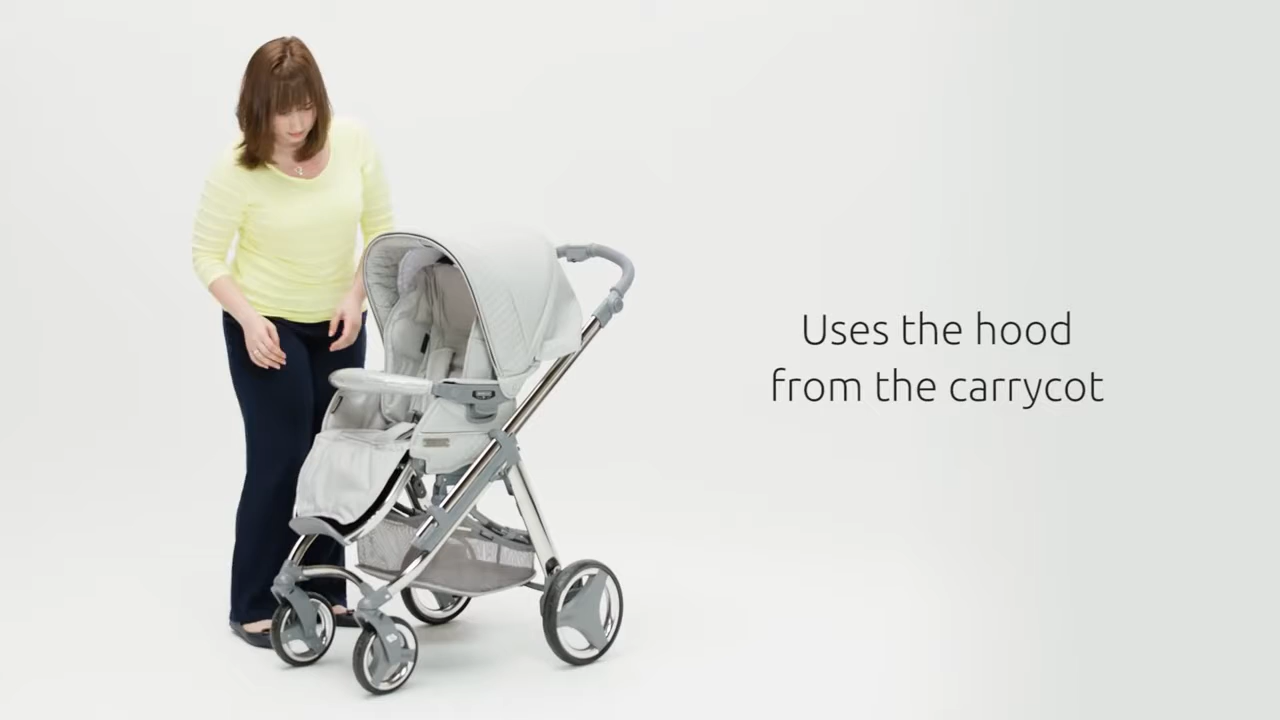 Uses the hood
from the carrycot